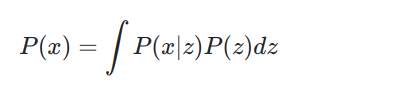 P(x) = ∫ P(x|z)P(z)dz